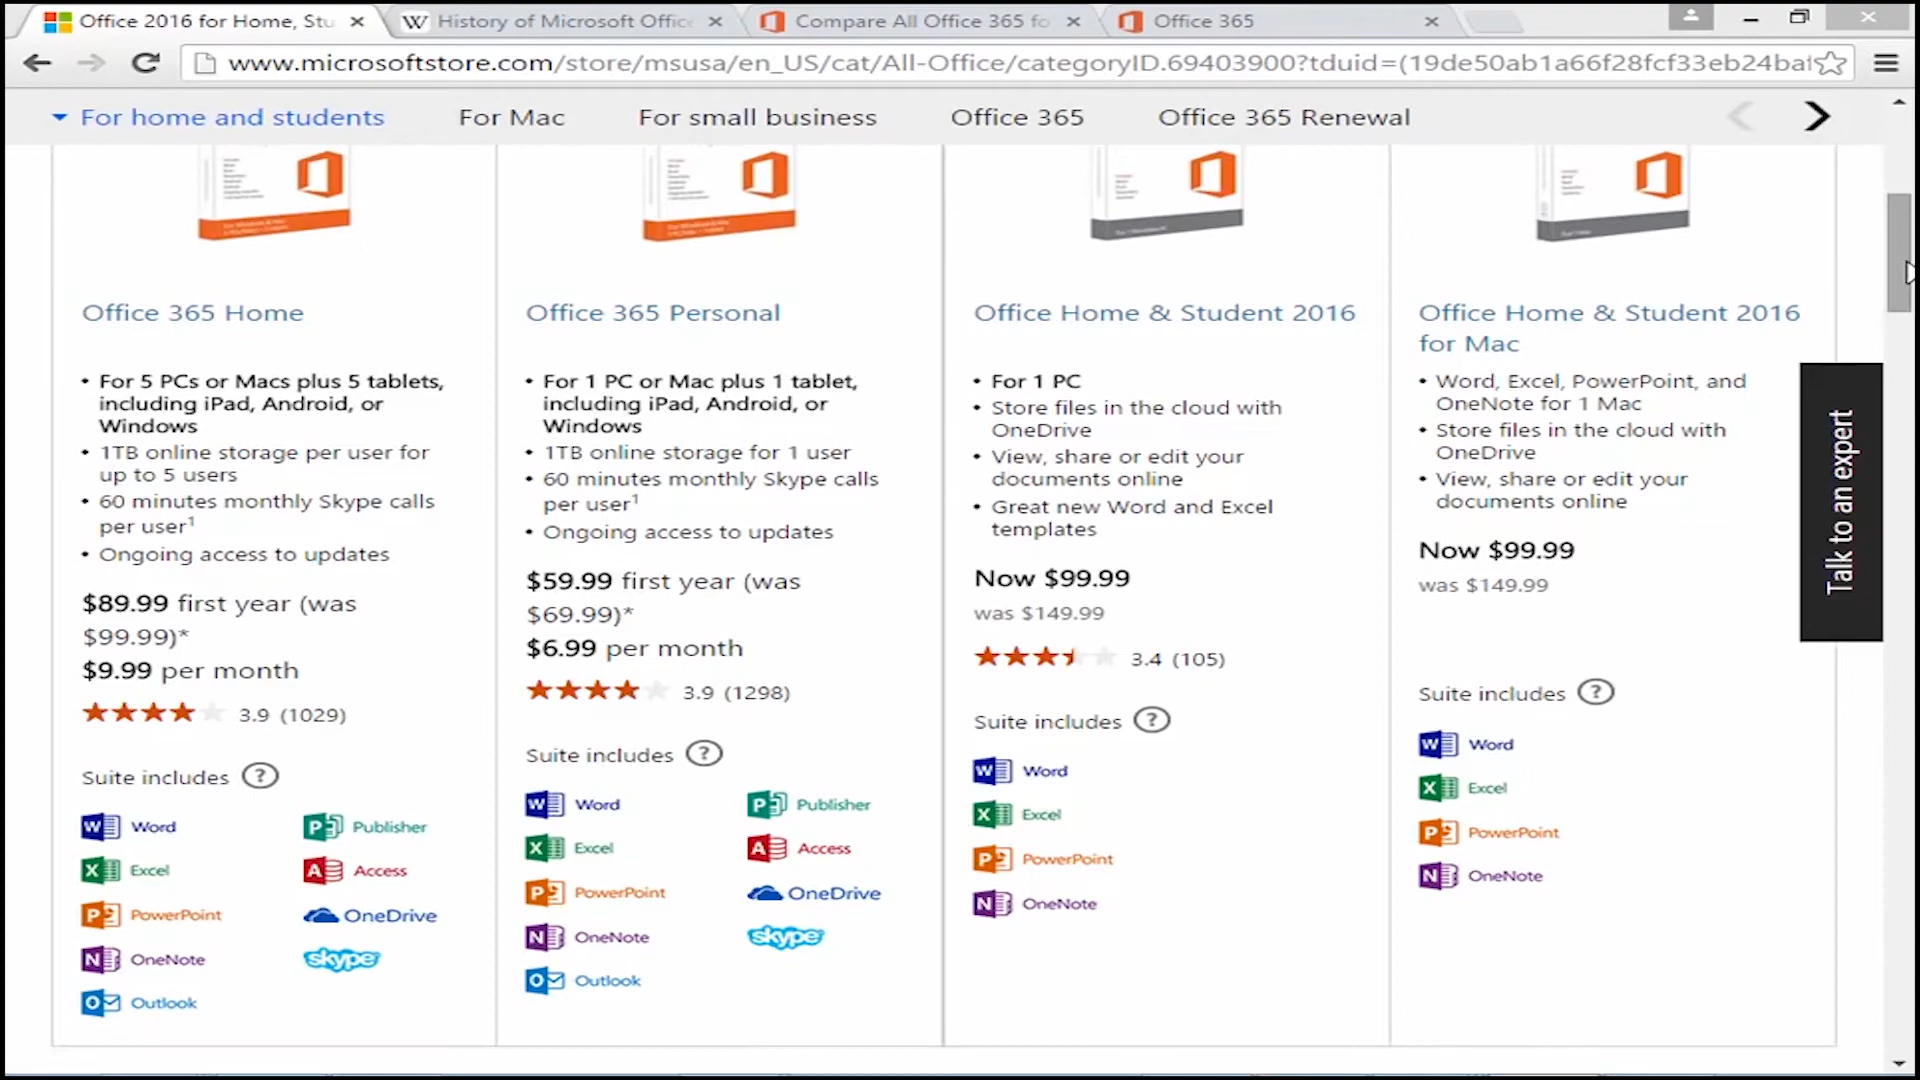 Office 2016 for Home, Stu
History of Microsoft Office
Compare All Office 365 fo
Office 365
www.microsoftstore.com/store/msusa/en_US/cat/All-Office/categoryID.69403900?tduid=(19de50ab1a66f28fcf33eb24baf
For home and students
For Mac
For small business
Office 365
Office 365 Renewal
Office 365 Home
• For 5 PCs or Macs plus 5 tablets,
including iPad, Android, or
Windows
• 1TB online storage per user for
up to 5 users
• 60 minutes monthly Skype calls
per user¹
• Ongoing access to updates
$89.99 first year (was
$99.99)*
$9.99 per month
3.9 (1029)
Suite includes ?
Word
Excel
PowerPoint
OneNote
Outlook
Publisher
Access
OneDrive
skype
Office 365 Personal
• For 1 PC or Mac plus 1 tablet,
including iPad, Android, or
Windows
• 1TB online storage for 1 user
• 60 minutes monthly Skype calls
per user¹
• Ongoing access to updates
$59.99 first year (was
$69.99)*
$6.99 per month
3.9 (1298)
Suite includes ?
Word
Excel
PowerPoint
OneNote
Outlook
Publisher
Access
OneDrive
skype
Office Home & Student 2016
• For 1 PC
• Store files in the cloud with
OneDrive
• View, share or edit your
documents online
• Great new Word and Excel
templates
Now $99.99
was $149.99
3.4 (105)
Suite includes ?
Word
Excel
PowerPoint
OneNote
Office Home & Student 2016
for Mac
• Word, Excel, PowerPoint, and
OneNote for 1 Mac
• Store files in the cloud with
OneDrive
• View, share or edit your
documents online
Now $99.99
was $149.99
Suite includes ?
Word
Excel
PowerPoint
OneNote
Talk to an expert